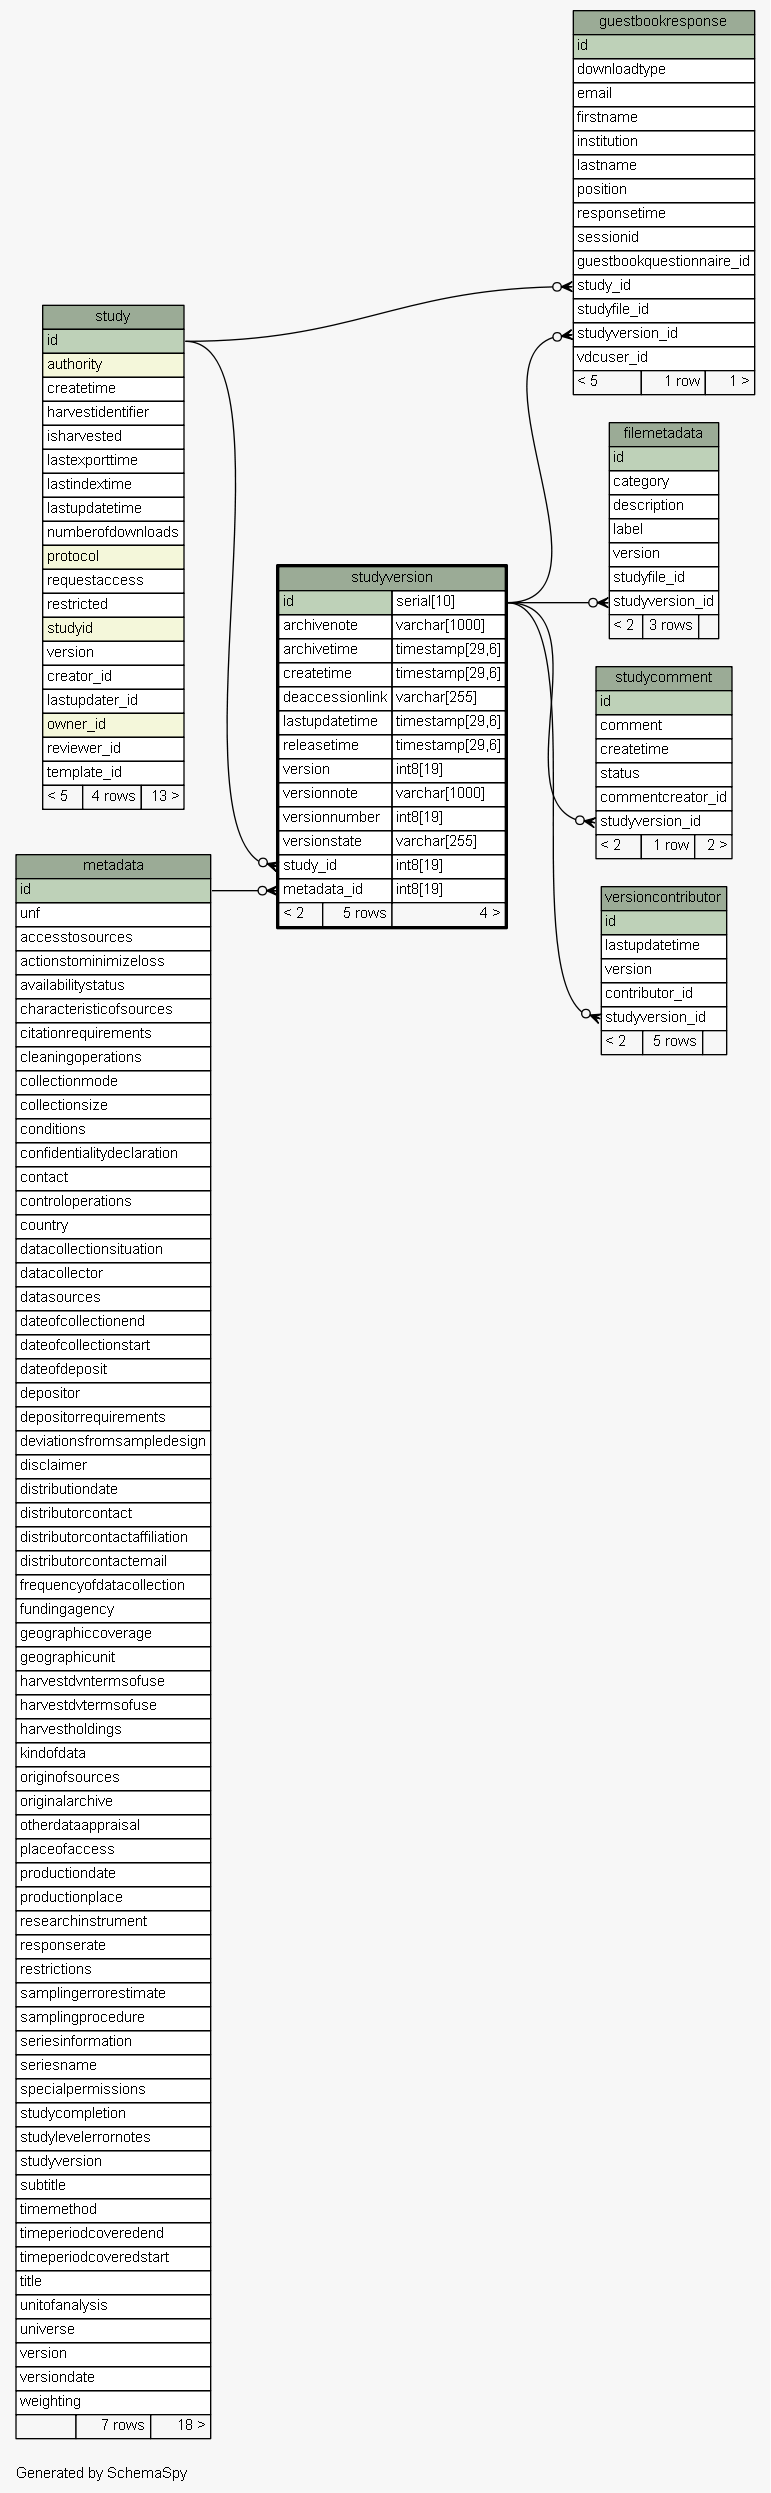 guestbookresponse
id
downloadtype
email
firstname
institution
lastname
position
responsetime
sessionid
guestbookquestionnaire_id
study_id
studyfile_id
studyversion_id
vdcuser_id
< 5 1 row 1 >
study
id
authority
createtime
harvestidentifier
isharvested
lastexporttime
lastindextime
lastupdatetime
numberofdownloads
protocol
requestaccess
restricted
studyid
version
creator_id
lastupdater_id
owner_id
reviewer_id
template_id
< 5 4 rows 13 >
filemetadata
id
category
description
label
version
studyfile_id
studyversion_id
< 2 3 rows
studyversion
id serial[10]
archivenote varchar[1000]
archivetime timestamp[29,6]
createtime timestamp[29,6]
deaccessionlink varchar[255]
lastupdatetime timestamp[29,6]
releasetime timestamp[29,6]
version int8[19]
versionnote varchar[1000]
versionnumber int8[19]
versionstate varchar[255]
study_id int8[19]
metadata_id int8[19]
< 2 5 rows 4 >
studycomment
id
comment
createtime
status
commentcreator_id
studyversion_id
< 2 1 row 2 >
versioncontributor
id
lastupdatetime
version
contributor_id
studyversion_id
< 2 5 rows
metadata
id
unf
accesstosources
actionstominimizeloss
availabilitystatus
characteristicofsources
citationrequirements
cleaningoperations
collectionmode
collectionsize
conditions
confidentialitydeclaration
contact
controloperations
country
datacollectionsituation
datacollector
datasources
dateofcollectionend
dateofcollectionstart
dateofdeposit
depositor
depositorrequirements
deviationsfromsampledesign
disclaimer
distributiondate
distributorcontact
distributorcontactaffiliation
distributorcontactemail
frequencyofdatacollection
fundingagency
geographiccoverage
geographicunit
harvestdvntermsofuse
harvestdvtermsofuse
harvestholdings
kindofdata
originofsources
originalarchive
otherdataappraisal
placeofaccess
productiondate
productionplace
researchinstrument
responserate
restrictions
samplingerrorestimate
samplingprocedure
seriesinformation
seriesname
specialpermissions
studycompletion
studylevelerrornotes
studyversion
subtitle
timemethod
timeperiodcoveredend
timeperiodcoveredstart
title
unitofanalysis
universe
version
versiondate
weighting
7 rows 18 >
Generated by SchemaSpy